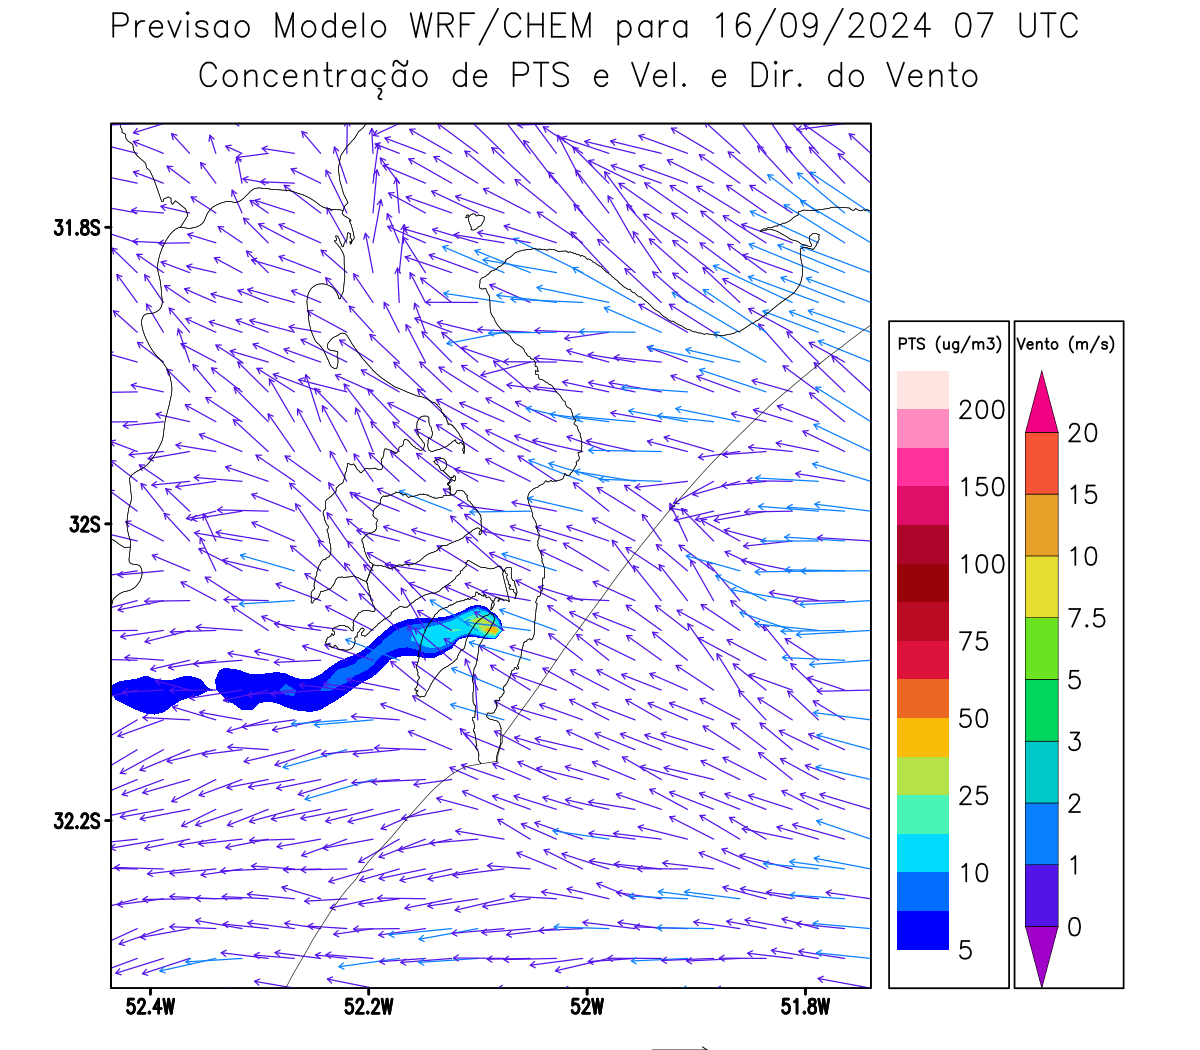 Previsao Modelo WRF/CHEM para 16/09/2024 07 UTC
Concentração de PTS e Vel. e Dir. do Vento
31.8S
32S
32.2S
52.4W
52.2W
52W
51.8W
PTS (ug/m3)
200
150
100
75
50
25
10
5
Vento (m/s)
20
15
10
7.5
5
3
2
1
0